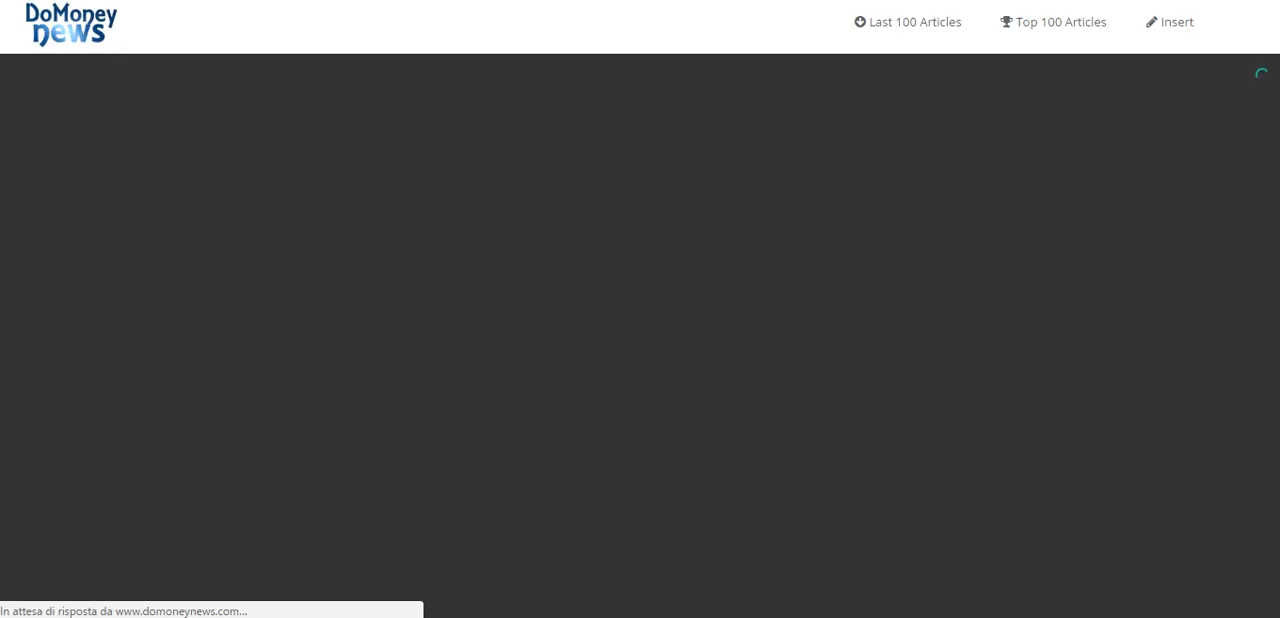 DoMoney
news
Last 100 Articles
Top 100 Articles
Insert
In attesa di risposta da www.domoneynews.com...